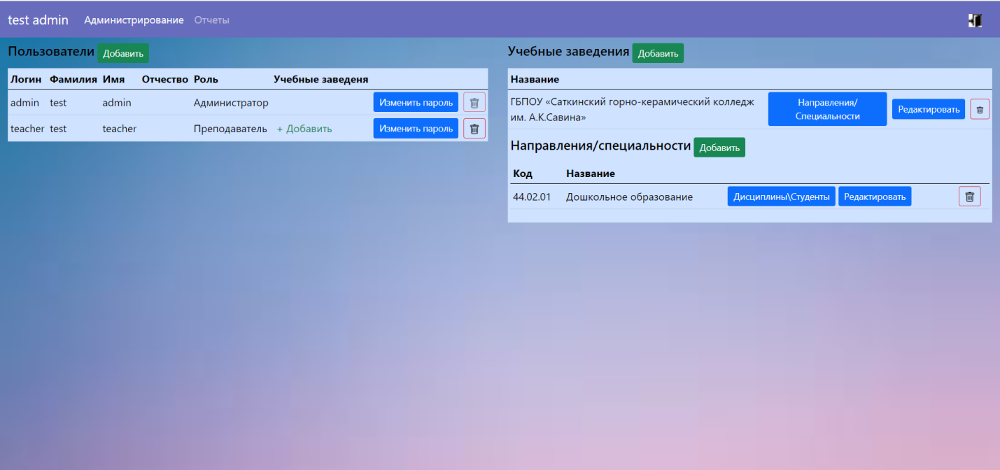 test admin Администрирование Отчеты
Пользователи Добавить
Логин Фамилия Имя Отчество Роль Учебные заведеня
admin test admin Администратор Изменить пароль
teacher test teacher Преподаватель + Добавить Изменить пароль
Учебные заведения Добавить
Название
ГБПОУ «Саткинский горно-керамический колледж
им. А.К.Савина»
Направления/
Специальности
Редактировать
Направления/специальности Добавить
Код Название
44.02.01 Дошкольное образование Дисциплины\Студенты Редактировать